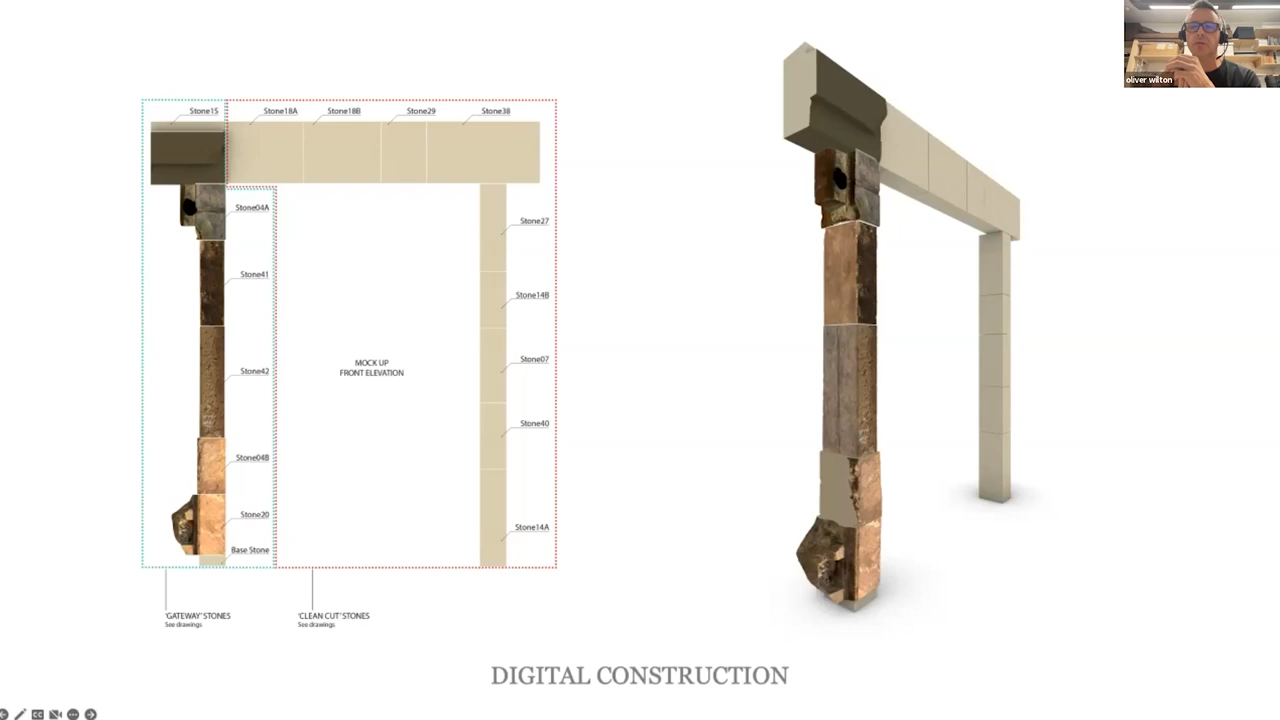 oliver wilton
Stone15
Stone18A
Stone18B
Stone29
Stone38
Stone04A
Stone27
Stone41
Stone14B
Stone42
Stone07
MOCK UP
FRONT ELEVATION
Stone40
Stone04B
Stone20
Stone14A
Base Stone
'GATEWAY' STONES
See drawings
'CLEAN CUT' STONES
See drawings
DIGITAL CONSTRUCTION